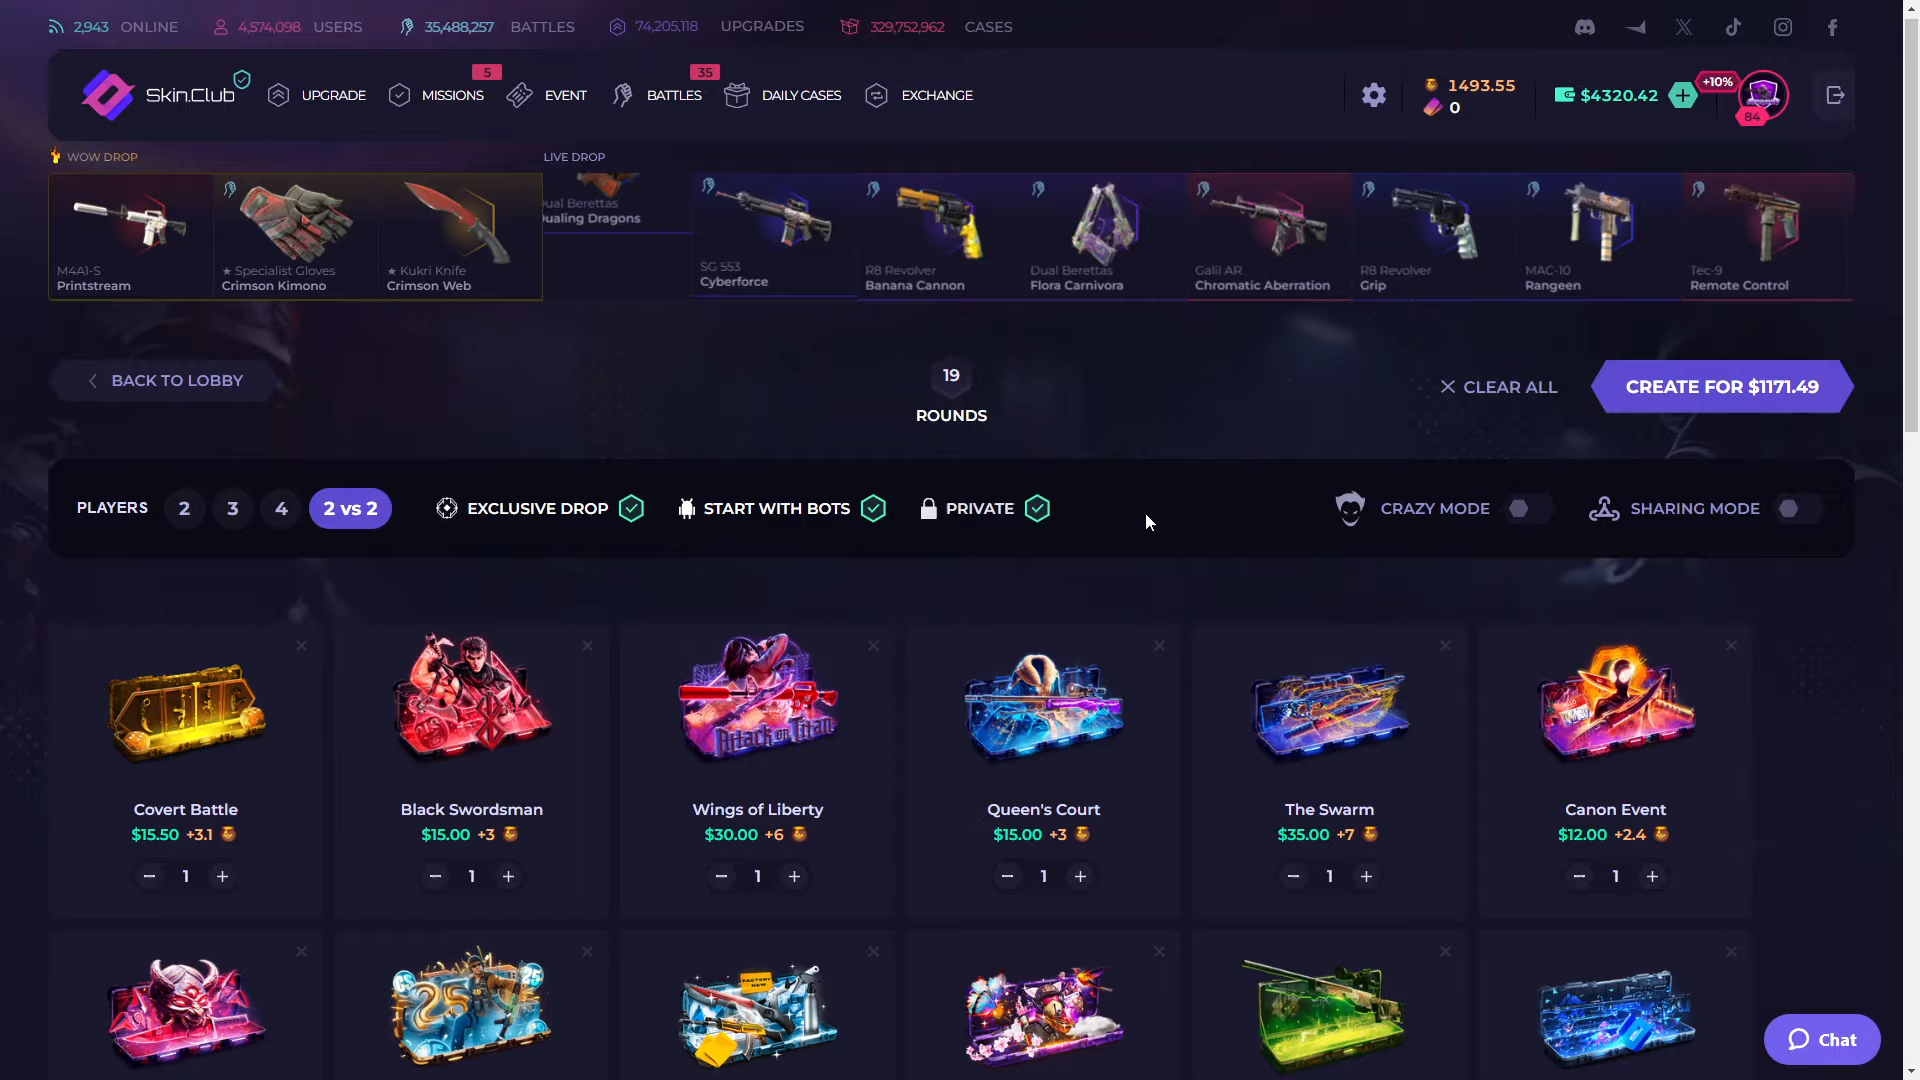 2,943 ONLINE 4,574,098 USERS 35,488,257 BATTLES 74,205,118 UPGRADES 329,752,962 CASES
Skin.Club UPGRADE 5 MISSIONS EVENT 35 BATTLES DAILY CASES EXCHANGE 1493.55 0 $4320.42 +10% 84
WOW DROP LIVE DROP
M4A1-S
Printstream
★ Specialist Gloves
Crimson Kimono
★ Kukri Knife
Crimson Web
ual Berettas
ualing Dragons
SG 553
Cyberforce
R8 Revolver
Banana Cannon
Dual Berettas
Flora Carnivora
Galil AR
Chromatic Aberration
R8 Revolver
Grip
MAC-10
Rangeen
Tec-9
Remote Control
BACK TO LOBBY
19
ROUNDS
CLEAR ALL
CREATE FOR $1171.49
PLAYERS 2 3 4 2 vs 2 EXCLUSIVE DROP START WITH BOTS PRIVATE CRAZY MODE SHARING MODE
Attack on Titan
Covert Battle
$15.50 +3.1
1
Black Swordsman
$15.00 +3
1
Wings of Liberty
$30.00 +6
1
Queen's Court
$15.00 +3
1
The Swarm
$35.00 +7
1
Canon Event
$12.00 +2.4
1
25
FACTORY
NEW
Chat